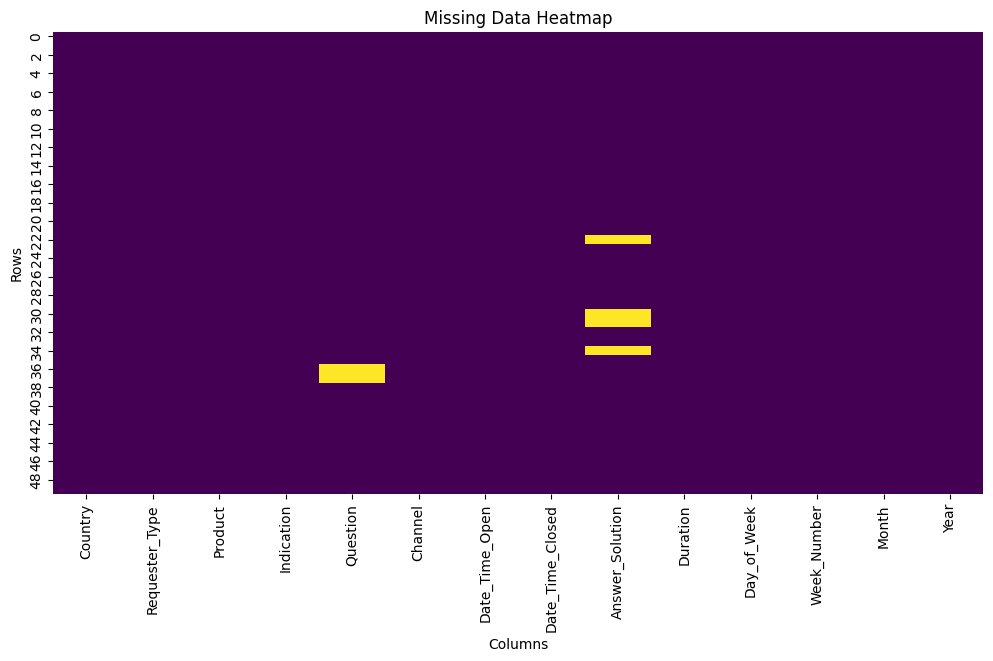 Missing Data Heatmap
Rows
0
2
4
6
8
10
12
14
16
18
20
22
24
26
28
30
32
34
36
38
40
42
44
46
48
Country
Requester_Type
Product
Indication
Question
Channel
Date_Time_Open
Date_Time_Closed
Answer_Solution
Duration
Day_of_Week
Week_Number
Month
Year
Columns